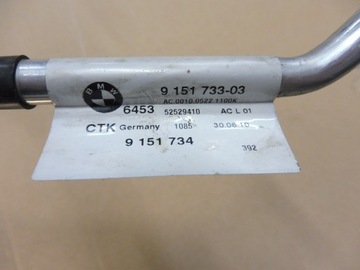 BMW 9 151 733-03
AC.0010.0522.1100K
6453 52529410 AC L 01
CTK Germany 1085- 30.06.10
9 151 734 392